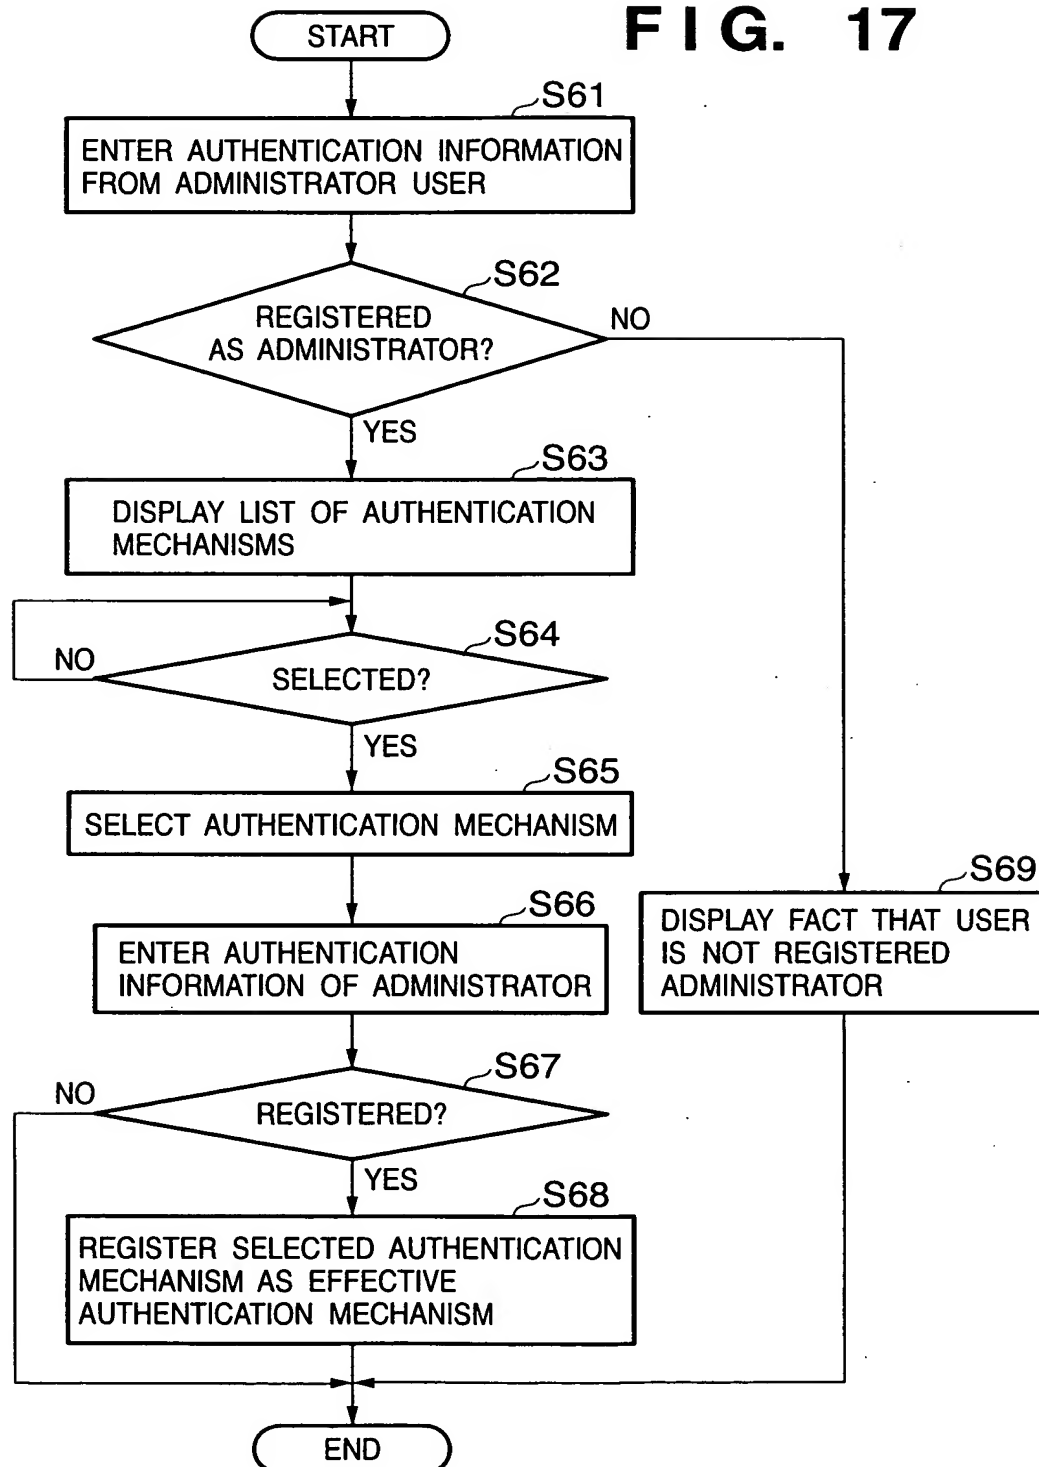 FIG. 17
START
S61
ENTER AUTHENTICATION INFORMATION
FROM ADMINISTRATOR USER
S62
REGISTERED
AS ADMINISTRATOR?
NO
YES
S63
DISPLAY LIST OF AUTHENTICATION
MECHANISMS
S64
SELECTED?
NO
YES
S65
SELECT AUTHENTICATION MECHANISM
S66
ENTER AUTHENTICATION
INFORMATION OF ADMINISTRATOR
S69
DISPLAY FACT THAT USER
IS NOT REGISTERED
ADMINISTRATOR
S67
REGISTERED?
NO
YES
S68
REGISTER SELECTED AUTHENTICATION
MECHANISM AS EFFECTIVE
AUTHENTICATION MECHANISM
END